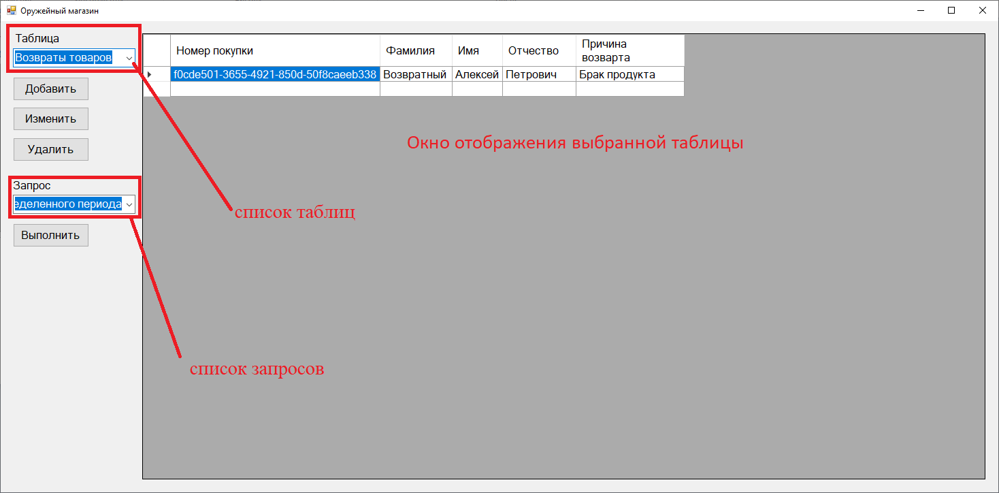 Оружейный магазин
Таблица
Возвраты товаров
Добавить
Изменить
Удалить
Запрос
еделенного периода
Выполнить
Номер покупки Фамилия Имя Отчество Причина
возварта
f0cde501-3655-4921-850d-50f8caeeb338 Возвратный Алексей Петрович Брак продукта
Окно отображения выбранной таблицы
список таблиц
список запросов